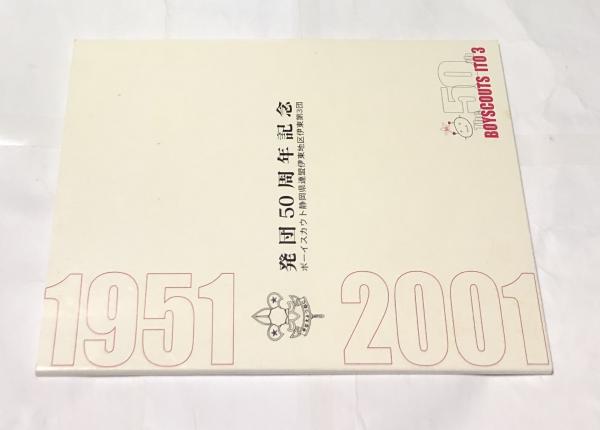 発団50周年記念
ボーイスカウト静岡県連盟伊東地区伊東第3団
1951
2001
50th
BOYSCOUTS ITO 3